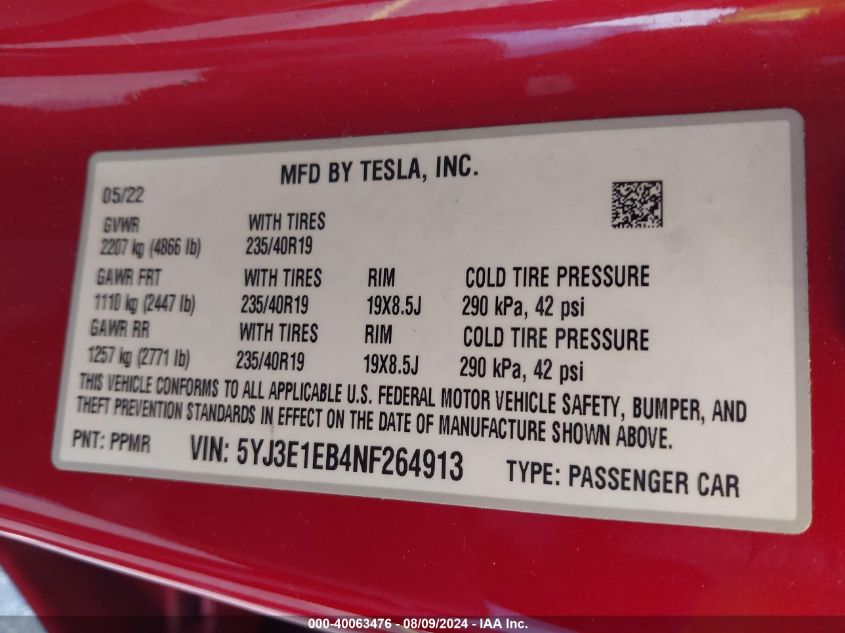 MFD BY TESLA, INC.
05/22
GVWR WITH TIRES
2207 kg (4866 lb) 235/40R19
GAWR FRT WITH TIRES RIM COLD TIRE PRESSURE
1110 kg (2447 lb) 235/40R19 19X8.5J 290 kPa, 42 psi
GAWR RR WITH TIRES RIM COLD TIRE PRESSURE
1257 kg (2771 lb) 235/40R19 19X8.5J 290 kPa, 42 psi
THIS VEHICLE CONFORMS TO ALL APPLICABLE U.S. FEDERAL MOTOR VEHICLE SAFETY, BUMPER, AND
THEFT PREVENTION STANDARDS IN EFFECT ON THE DATE OF MANUFACTURE SHOWN ABOVE.
PNT: PPMR VIN: 5YJ3E1EB4NF264913 TYPE: PASSENGER CAR
000-40063476 - 08/09/2024 - IAA Inc.